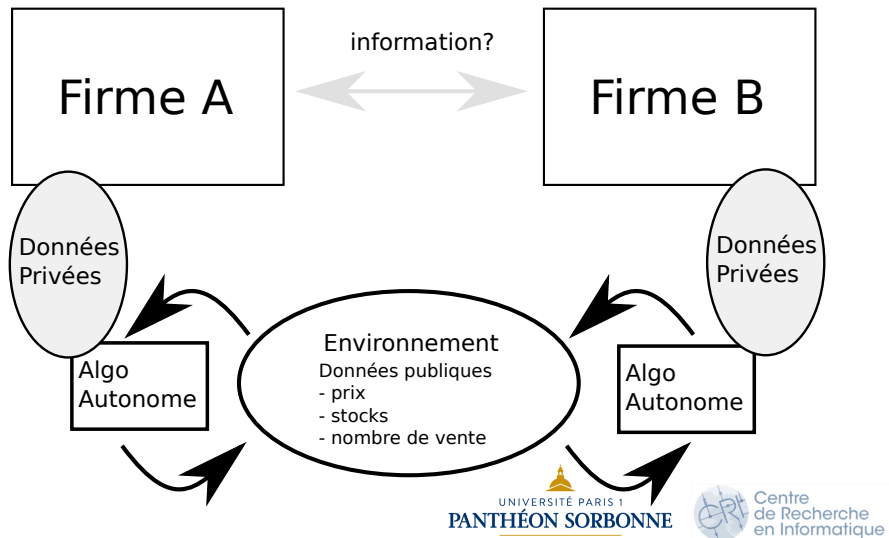 information?
Firme A
Firme B
Données
Privées
Données
Privées
Environnement
Données publiques
- prix
- stocks
- nombre de vente
Algo
Autonome
Algo
Autonome
UNIVERSITÉ PARIS 1
PANTHÉON SORBONNE
CRI
Centre
de Recherche
en Informatique